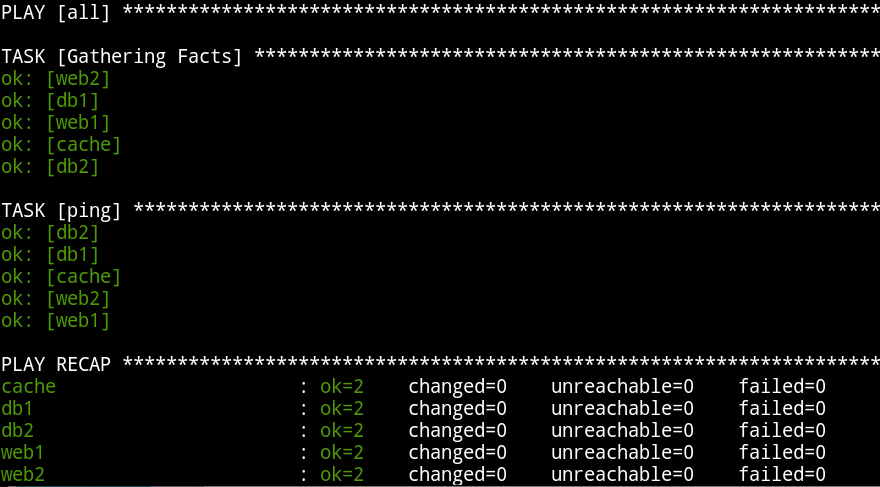 PLAY [all] *********************************************************************
TASK [Gathering Facts] *********************************************************
ok: [web2]
ok: [db1]
ok: [web1]
ok: [cache]
ok: [db2]
TASK [ping] ********************************************************************
ok: [db2]
ok: [db1]
ok: [cache]
ok: [web2]
ok: [web1]
PLAY RECAP *********************************************************************
cache                      : ok=2    changed=0    unreachable=0    failed=0
db1                        : ok=2    changed=0    unreachable=0    failed=0
db2                        : ok=2    changed=0    unreachable=0    failed=0
web1                       : ok=2    changed=0    unreachable=0    failed=0
web2                       : ok=2    changed=0    unreachable=0    failed=0